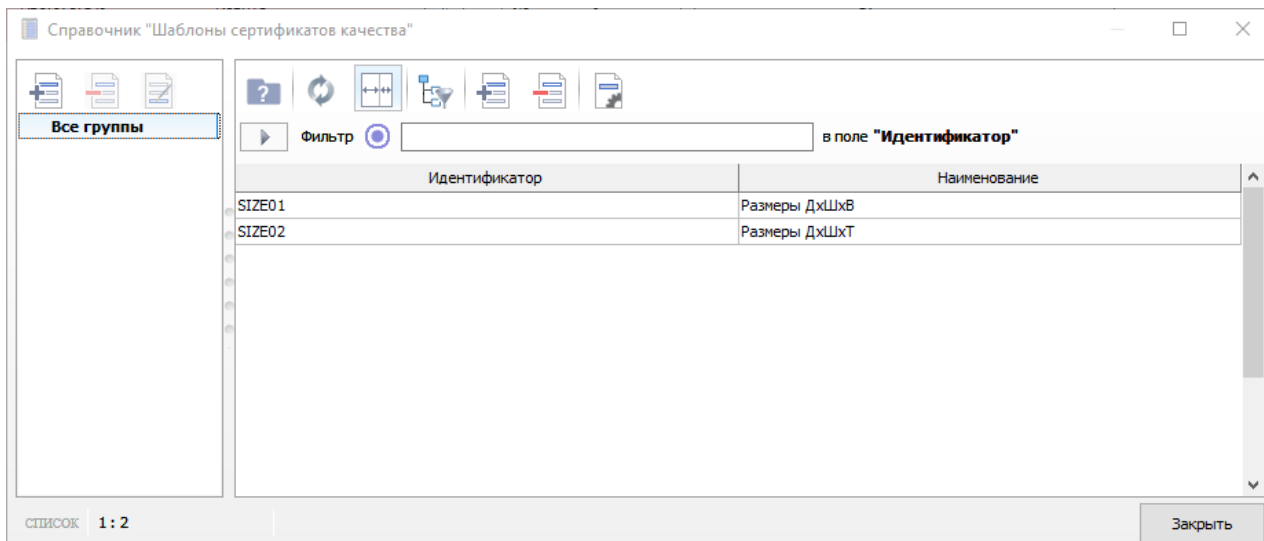 Справочник "Шаблоны сертификатов качества"
Все группы
Фильтр в поле "Идентификатор"
Идентификатор Наименование
SIZE01 Размеры ДхШхВ
SIZE02 Размеры ДхШхТ
список 1:2 Закрыть